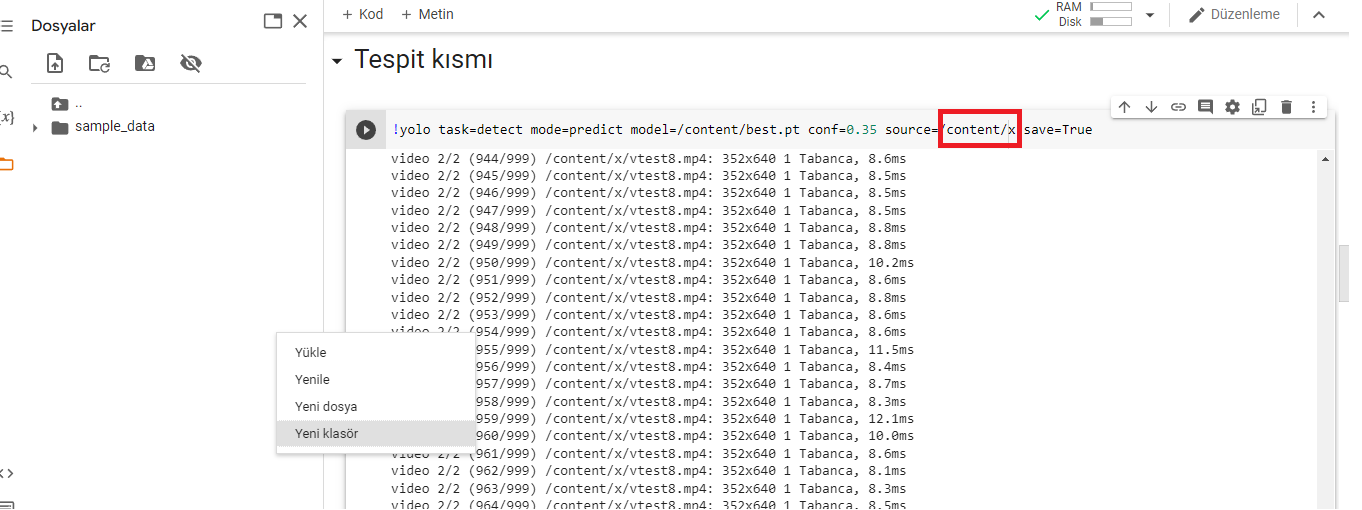 Dosyalar
..
sample_data
+ Kod + Metin
RAM
Disk
Düzenleme
Tespit kısmı
!yolo task=detect mode=predict model=/content/best.pt conf=0.35 source=/content/x save=True
video 2/2 (944/999) /content/x/vtest8.mp4: 352x640 1 Tabanca, 8.6ms
video 2/2 (945/999) /content/x/vtest8.mp4: 352x640 1 Tabanca, 8.5ms
video 2/2 (946/999) /content/x/vtest8.mp4: 352x640 1 Tabanca, 8.5ms
video 2/2 (947/999) /content/x/vtest8.mp4: 352x640 1 Tabanca, 8.5ms
video 2/2 (948/999) /content/x/vtest8.mp4: 352x640 1 Tabanca, 8.8ms
video 2/2 (949/999) /content/x/vtest8.mp4: 352x640 1 Tabanca, 8.8ms
video 2/2 (950/999) /content/x/vtest8.mp4: 352x640 1 Tabanca, 10.2ms
video 2/2 (951/999) /content/x/vtest8.mp4: 352x640 1 Tabanca, 8.6ms
video 2/2 (952/999) /content/x/vtest8.mp4: 352x640 1 Tabanca, 8.8ms
video 2/2 (953/999) /content/x/vtest8.mp4: 352x640 1 Tabanca, 8.6ms
video 2/2 (954/999) /content/x/vtest8.mp4: 352x640 1 Tabanca, 8.6ms
955/999) /content/x/vtest8.mp4: 352x640 1 Tabanca, 11.5ms
956/999) /content/x/vtest8.mp4: 352x640 1 Tabanca, 8.4ms
957/999) /content/x/vtest8.mp4: 352x640 1 Tabanca, 8.7ms
958/999) /content/x/vtest8.mp4: 352x640 1 Tabanca, 8.3ms
959/999) /content/x/vtest8.mp4: 352x640 1 Tabanca, 12.1ms
960/999) /content/x/vtest8.mp4: 352x640 1 Tabanca, 10.0ms
video 2/2 (961/999) /content/x/vtest8.mp4: 352x640 1 Tabanca, 8.6ms
video 2/2 (962/999) /content/x/vtest8.mp4: 352x640 1 Tabanca, 8.1ms
video 2/2 (963/999) /content/x/vtest8.mp4: 352x640 1 Tabanca, 8.3ms
video 2/2 (964/999) /content/x/vtest8.mp4: 352x640 1 Tabanca, 8.5ms
Yükle
Yenile
Yeni dosya
Yeni klasör